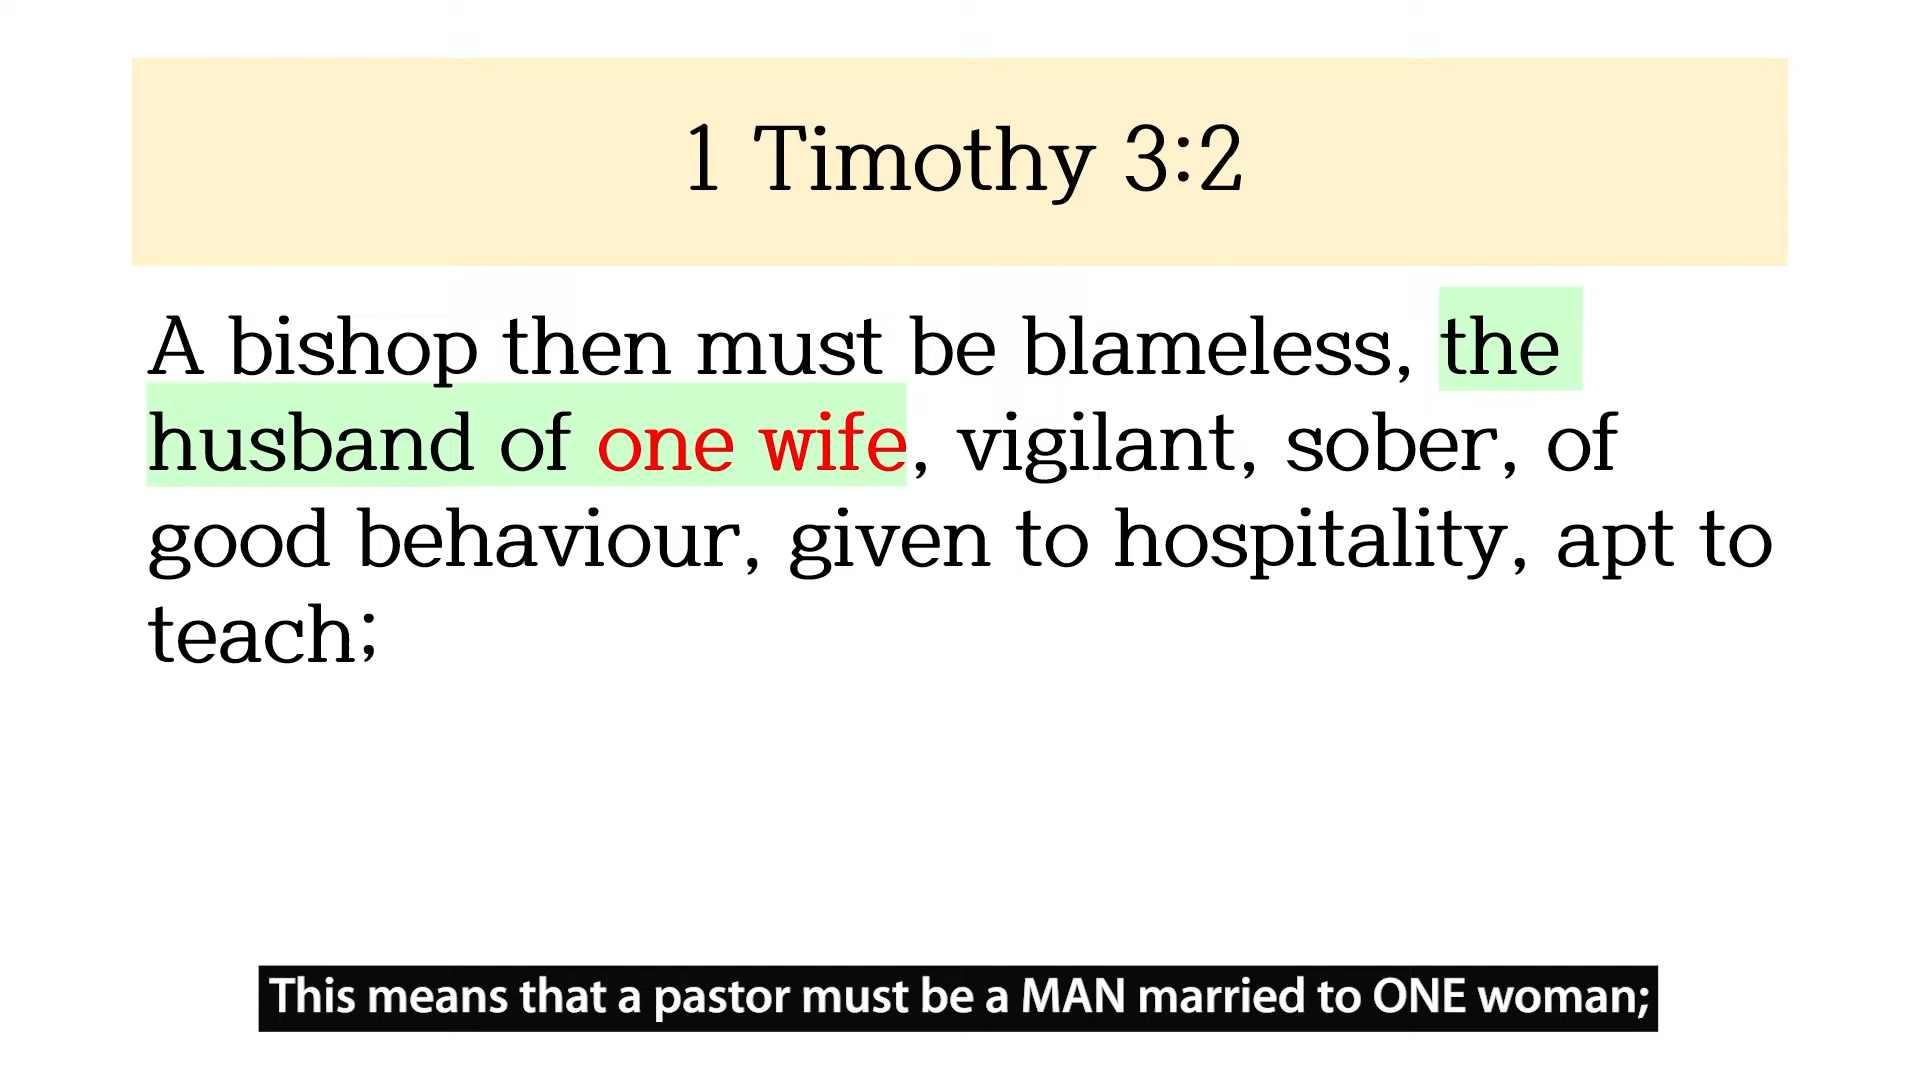 1 Timothy 3:2
A bishop then must be blameless, the
husband of one wife, vigilant, sober, of
good behaviour, given to hospitality, apt to
teach;
This means that a pastor must be a MAN married to ONE woman;